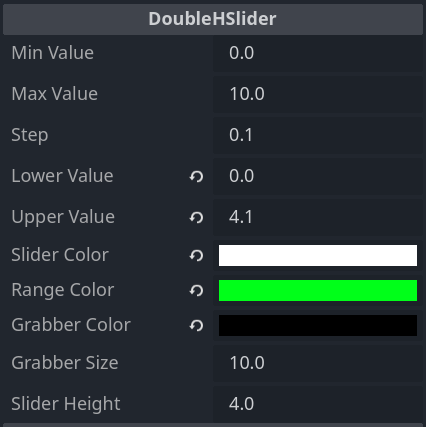 DoubleHSlider
Min Value 0.0
Max Value 10.0
Step 0.1
Lower Value 0.0
Upper Value 4.1
Slider Color
Range Color
Grabber Color
Grabber Size 10.0
Slider Height 4.0